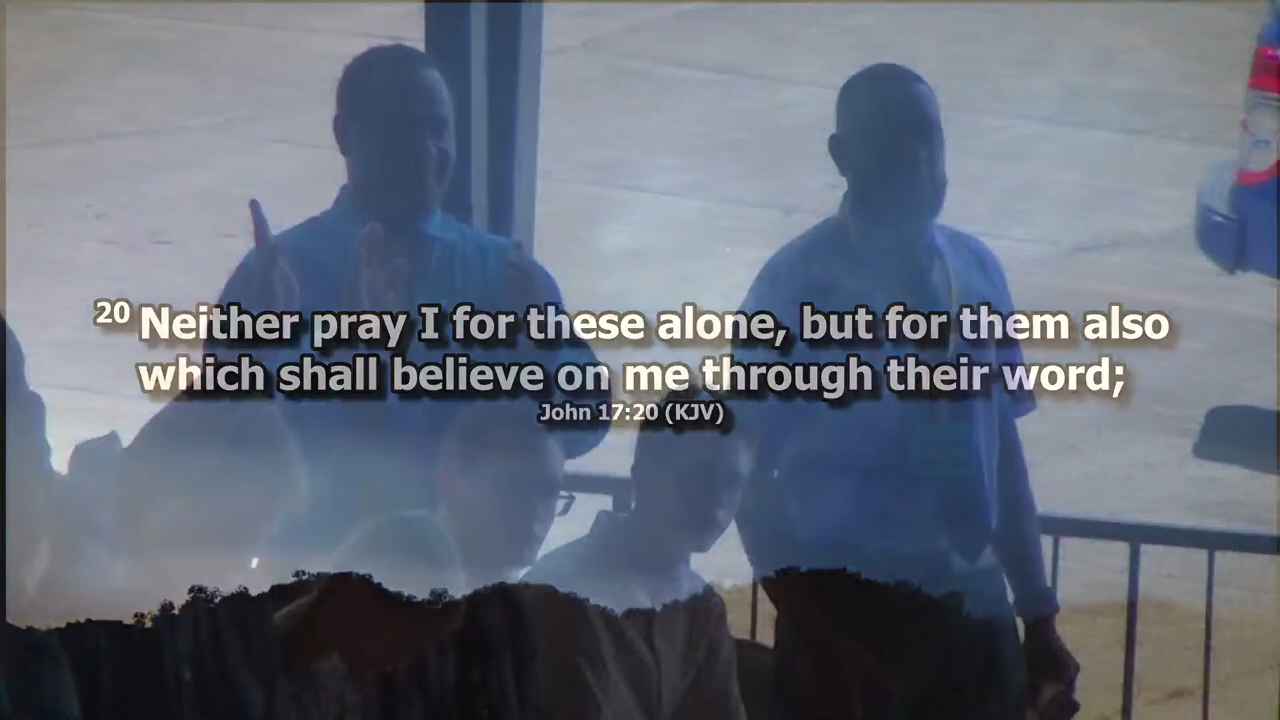 20 Neither pray I for these alone, but for them also
which shall believe on me through their word;
John 17:20 (KJV)